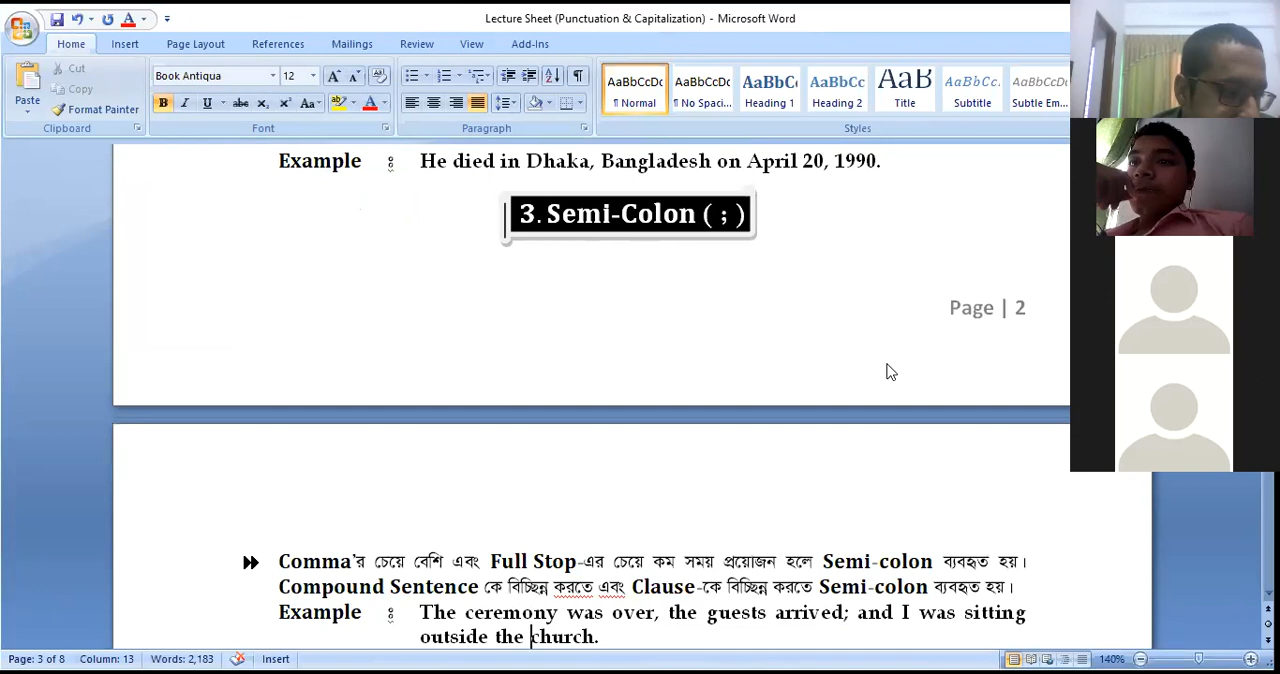 Lecture Sheet (Punctuation & Capitalization) - Microsoft Word
Home Insert Page Layout References Mailings Review View Add-Ins
Paste
Cut
Copy
Format Painter
Book Antiqua 12
B I U abc X₂ X² Aa
AaBbCcDc AaBbCcDc AaBbCc AaBbCc AaB AaBbCc. AaBbCcDc
¶ Normal ¶ No Spaci... Heading 1 Heading 2 Title Subtitle Subtle Em...
Clipboard Font Paragraph Styles
Example ঃ He died in Dhaka, Bangladesh on April 20, 1990.
3. Semi-Colon ( ; )
Page | 2
Comma’র চেয়ে বেশি এবং Full Stop-এর চেয়ে কম সময় প্রয়োজন হলে Semi-colon ব্যবহৃত হয়।
Compound Sentence কে বিচ্ছিন্ন করতে এবং Clause-কে বিচ্ছিন্ন করতে Semi-colon ব্যবহৃত হয়।
Example ঃ The ceremony was over, the guests arrived; and I was sitting
outside the church.
Page: 3 of 8 Column: 13 Words: 2,183 Insert 140%